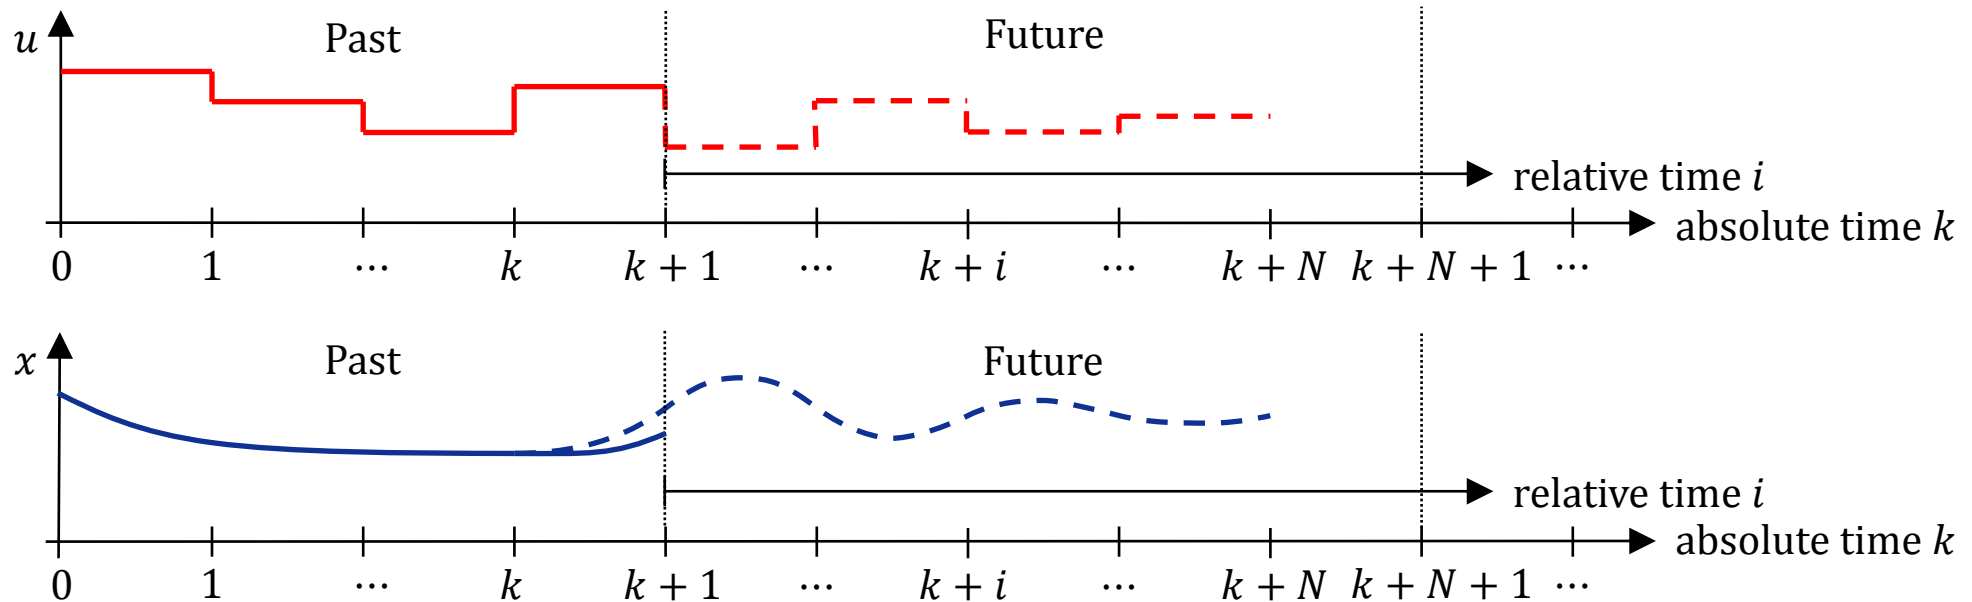 u Past Future
relative time i
absolute time k
0 1 ... k k + 1 ... k + i ... k + N k + N + 1 ...
x Past Future
relative time i
absolute time k
0 1 ... k k + 1 ... k + i ... k + N k + N + 1 ...